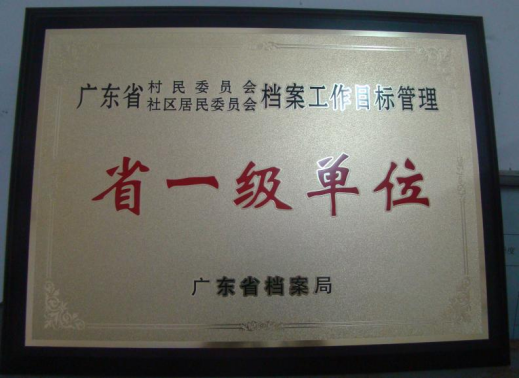 广东省村民委员会社区居民委员会档案工作目标管理
省一级单位
广东省档案局